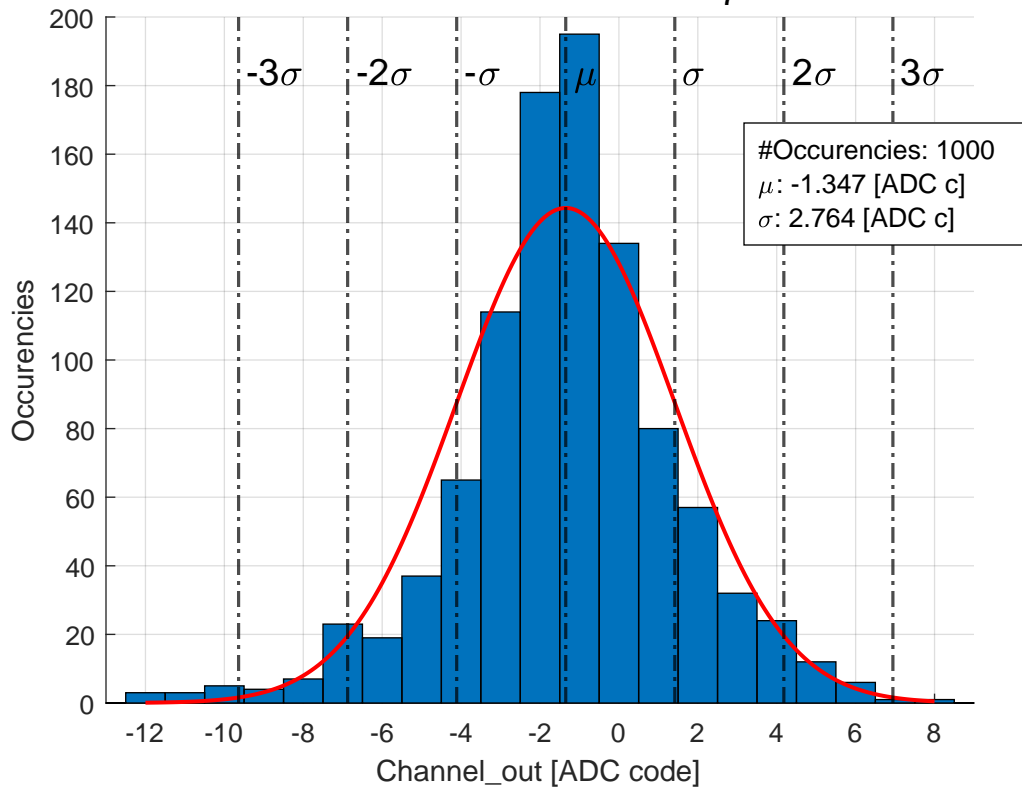 200
180
160
140
120
100
80
60
40
20
0
Occurencies
-3σ -2σ -σ μ σ 2σ 3σ
#Occurencies: 1000
μ: -1.347 [ADC c]
σ: 2.764 [ADC c]
-12 -10 -8 -6 -4 -2 0 2 4 6 8
Channel_out [ADC code]